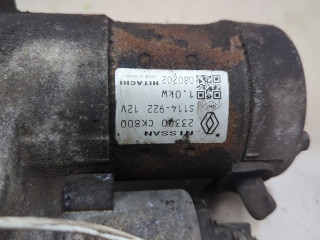 NISSAN
23300 CK800
S114-922 12V
1.0kW
080202 HITACHI